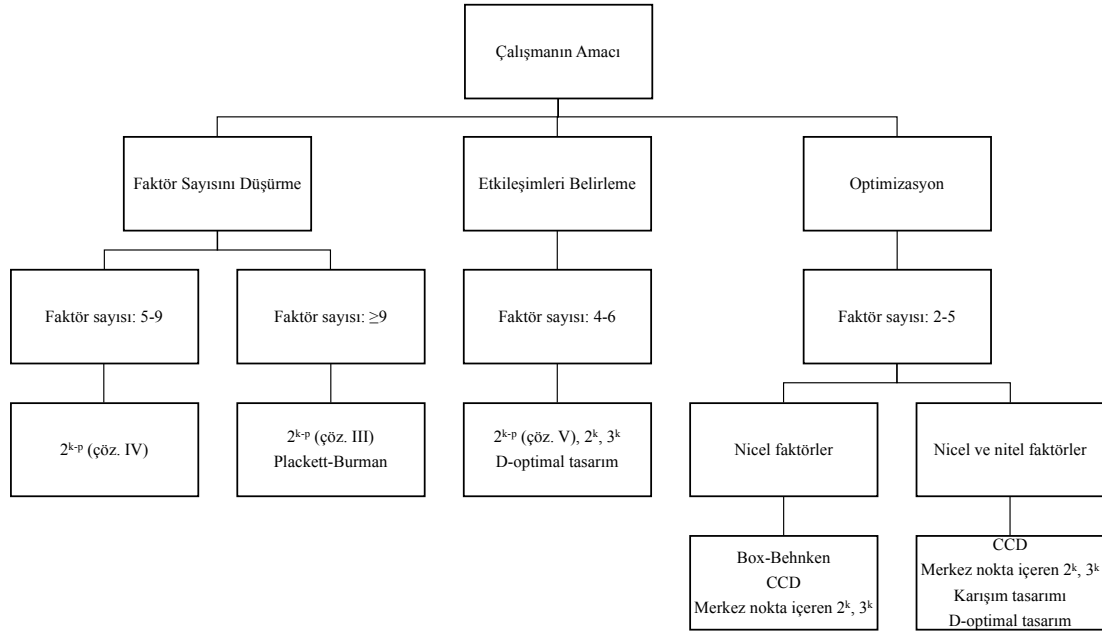 Çalışmanın Amacı
Faktör Sayısını Düşürme
Etkileşimleri Belirleme
Optimizasyon
Faktör sayısı: 5-9
Faktör sayısı: ≥9
Faktör sayısı: 4-6
Faktör sayısı: 2-5
2ᵏ⁻ᵖ (çöz. IV)
2ᵏ⁻ᵖ (çöz. III)
Plackett-Burman
2ᵏ⁻ᵖ (çöz. V), 2ᵏ, 3ᵏ
D-optimal tasarım
Nicel faktörler
Nicel ve nitel faktörler
Box-Behnken
CCD
Merkez nokta içeren 2ᵏ, 3ᵏ
CCD
Merkez nokta içeren 2ᵏ, 3ᵏ
Karışım tasarımı
D-optimal tasarım